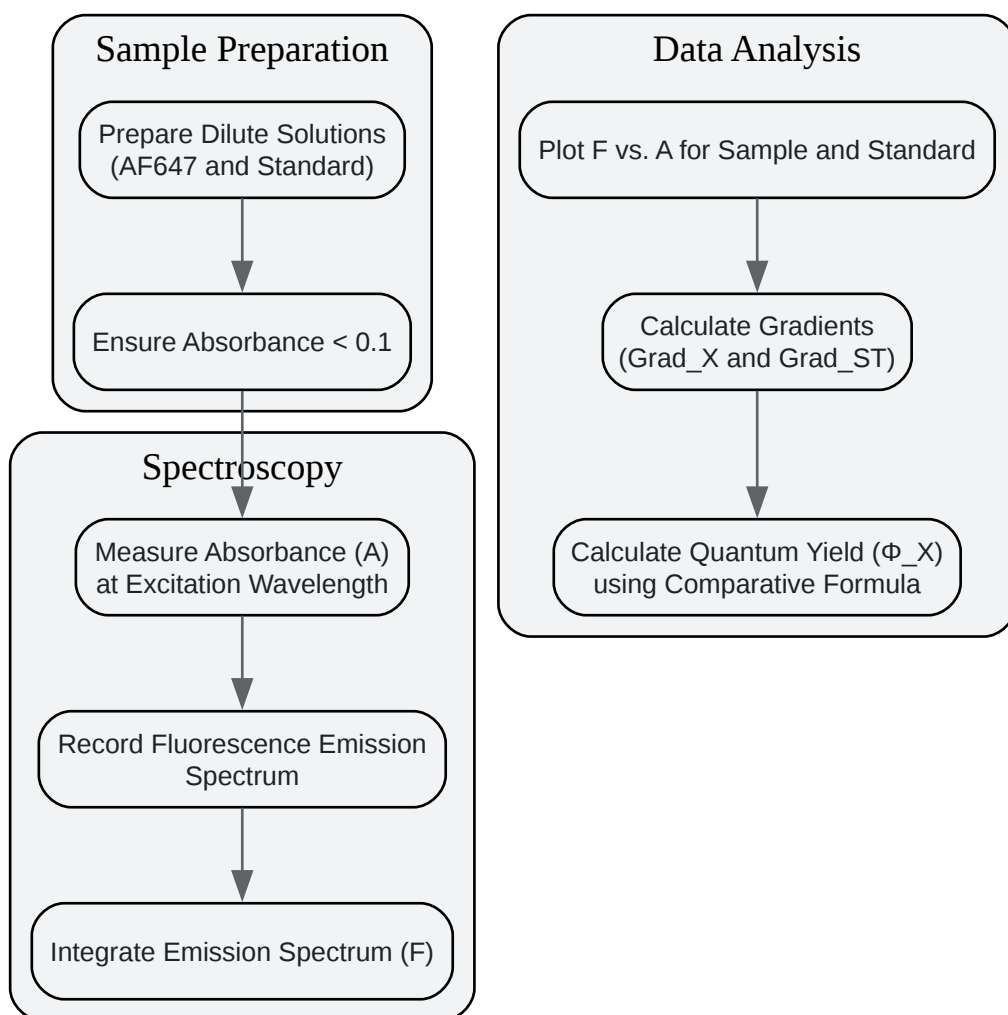 Sample Preparation
Prepare Dilute Solutions
(AF647 and Standard)
Ensure Absorbance < 0.1
Spectroscopy
Measure Absorbance (A)
at Excitation Wavelength
Record Fluorescence Emission
Spectrum
Integrate Emission Spectrum (F)
Data Analysis
Plot F vs. A for Sample and Standard
Calculate Gradients
(Grad_X and Grad_ST)
Calculate Quantum Yield (Φ_X)
using Comparative Formula